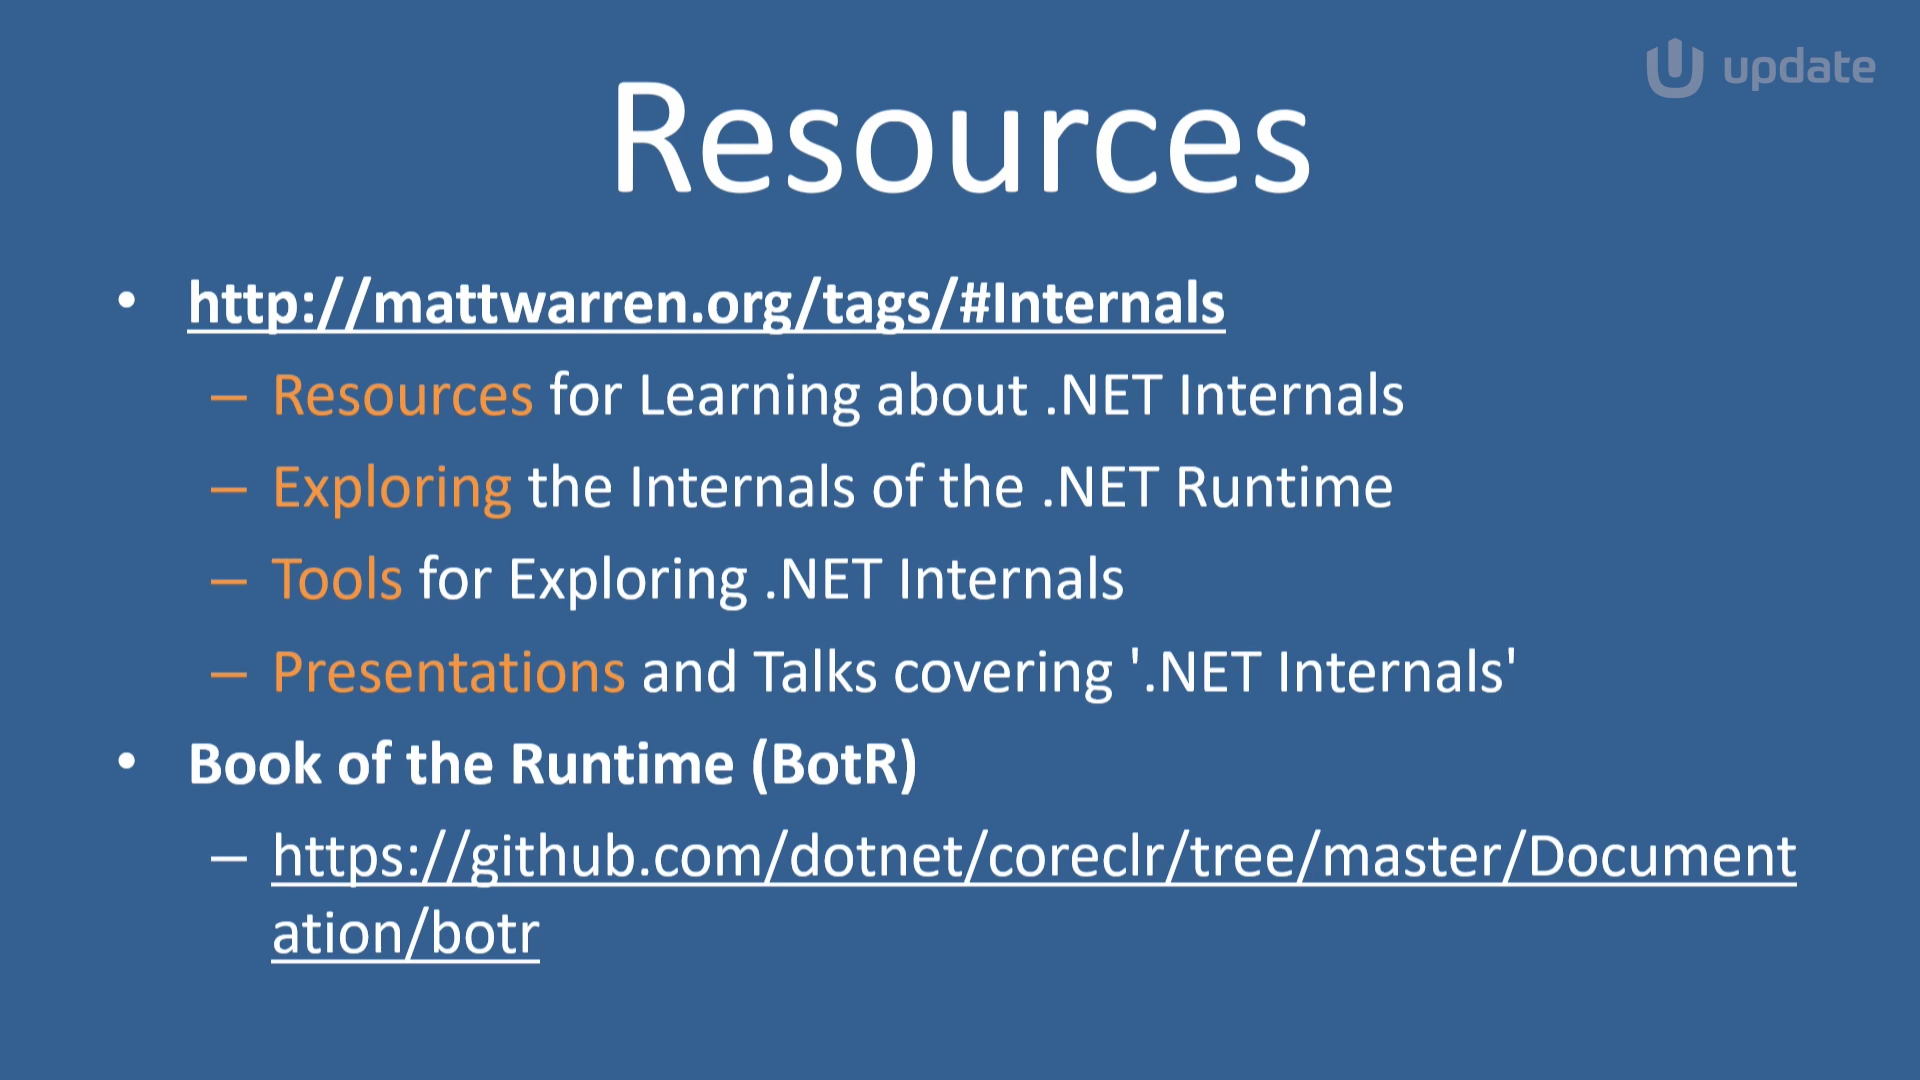 update
Resources
• http://mattwarren.org/tags/#Internals
– Resources for Learning about .NET Internals
– Exploring the Internals of the .NET Runtime
– Tools for Exploring .NET Internals
– Presentations and Talks covering '.NET Internals'
• Book of the Runtime (BotR)
– https://github.com/dotnet/coreclr/tree/master/Document
ation/botr